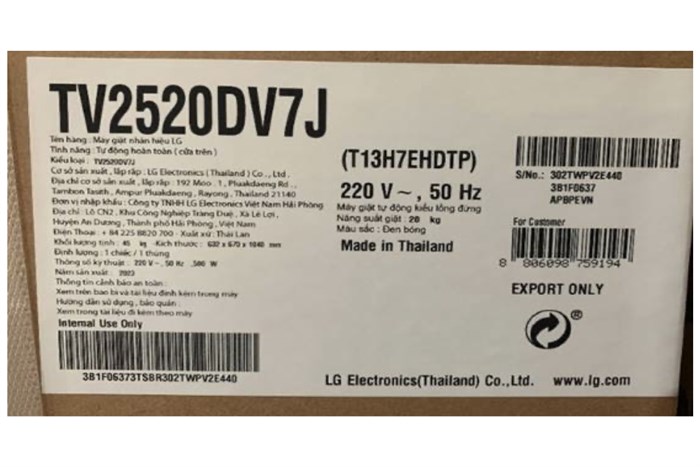 TV2520DV7J
Tên hàng : Máy giặt nhãn hiệu LG
Tính năng : Tự động hoàn toàn ( cửa trên )
Kiểu loại : TV2520DV7J
Cơ sở sản xuất , lắp ráp : LG Electronics ( Thailand ) Co ., Ltd .
Địa chỉ cơ sở sản xuất , lắp ráp : 192 Moo . 1 , Phuakdaeng Rd . ,
Tambon Tasith , Ampur Phuakdaeng , Rayong , Thailand 21140
Đơn vị nhập khẩu : Công ty TNHH LG Electronics Việt Nam Hải Phòng
Địa chỉ : Lô CN2 , Khu Công Nghiệp Tràng Duệ , Xã Lê Lợi ,
Huyện An Dương , Thành phố Hải Phòng , Việt Nam
Điện Thoại : + 84 225 8820 700 · Xuất xứ: Thái Lan
Khối lượng tịnh : 45 kg - Kích thước : 632 x 670 x 1040 mm
Định lượng : 1 chiếc / 1 thùng
Thông số kỹ thuật : 220 V ~ , 50 Hz , 500 W
Năm sản xuất : 2023
Thông tin cảnh báo an toàn :
Xem trên bao bì và tài liệu đính kèm trong máy
Hướng dẫn sử dụng , bảo quản :
Xem trong tài liệu đi kèm theo máy
Internal Use Only
3B1F06373TSBR302TWPV2E440
(T13H7EHDTP)
220 V ~ , 50 Hz
Máy giặt tự động kiểu lồng đứng
Năng suất giặt : 20 kg
Màu sắc : Đen bóng
Made in Thailand
S/No.: 302TWPV2E440
3B1F0637
APBPEVN
For Customer
8 806098 759194
EXPORT ONLY
®
LG Electronics(Thailand) Co.,Ltd. www.lg.com